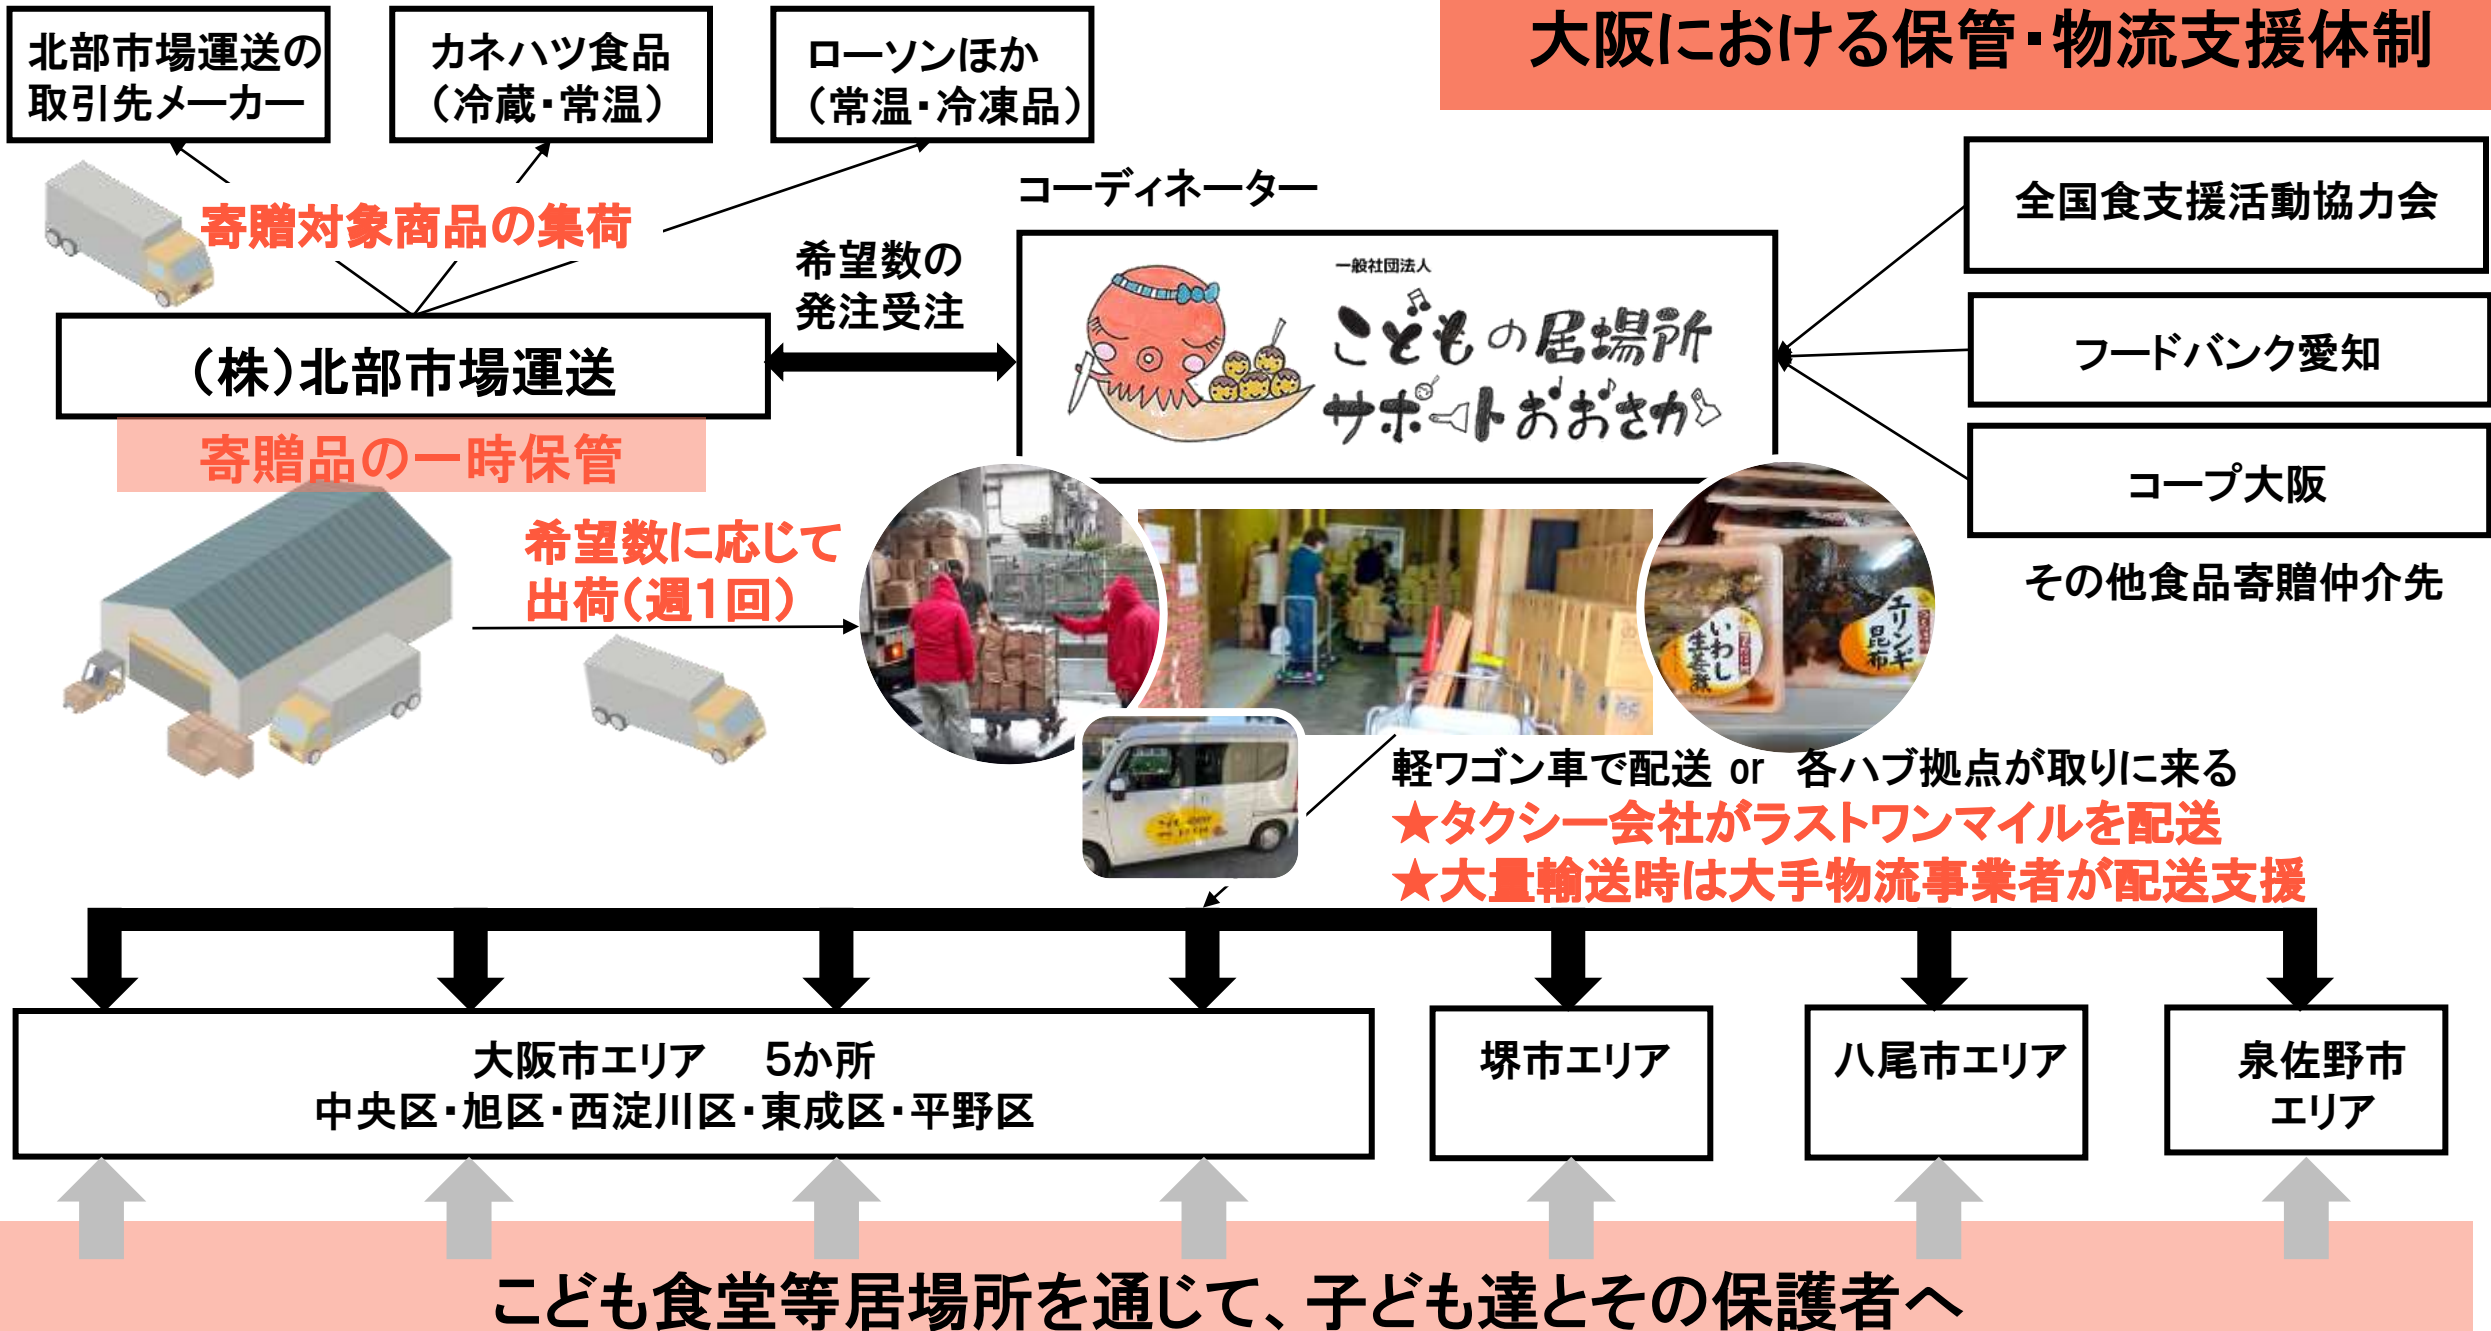 大阪における保管・物流支援体制
北部市場運送の
取引先メーカー
カネハツ食品
（冷蔵・常温）
ローソンほか
（常温・冷凍品）
寄贈対象商品の集荷
（株）北部市場運送
寄贈品の一時保管
希望数の
発注受注
コーディネーター
一般社団法人
こどもの居場所
サポートおおさか
全国食支援活動協力会
フードバンク愛知
コープ大阪
その他食品寄贈仲介先
希望数に応じて
出荷（週1回）
いわし
生姜煮
エリンギ
昆布
軽ワゴン車で配送 or 各ハブ拠点が取りに来る
★タクシー会社がラストワンマイルを配送
★大量輸送時は大手物流事業者が配送支援
大阪市エリア　5か所
中央区・旭区・西淀川区・東成区・平野区
堺市エリア
八尾市エリア
泉佐野市
エリア
こども食堂等居場所を通じて、子ども達とその保護者へ